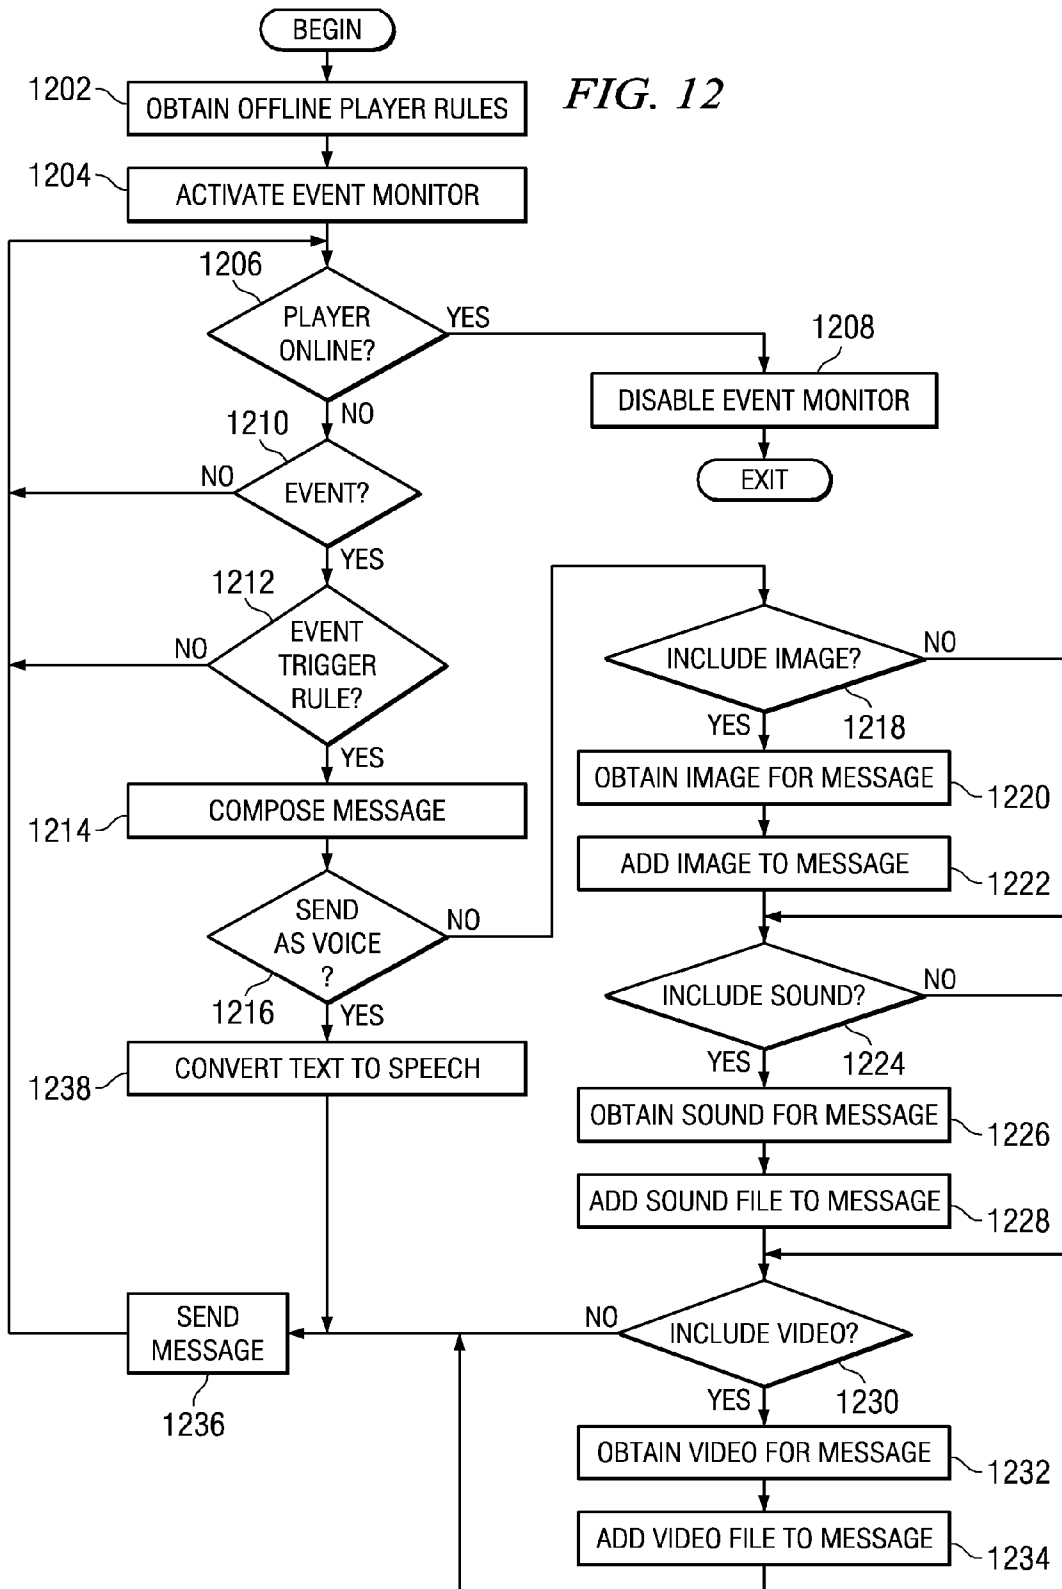 BEGIN
FIG. 12
1202
OBTAIN OFFLINE PLAYER RULES
1204
ACTIVATE EVENT MONITOR
1206
PLAYER
ONLINE?
YES
NO
1208
DISABLE EVENT MONITOR
EXIT
1210
EVENT?
NO
YES
1212
EVENT
TRIGGER
RULE?
NO
YES
1214
COMPOSE MESSAGE
SEND
AS VOICE
?
NO
1216
YES
1238
CONVERT TEXT TO SPEECH
INCLUDE IMAGE?
NO
YES
1218
OBTAIN IMAGE FOR MESSAGE
1220
ADD IMAGE TO MESSAGE
1222
INCLUDE SOUND?
NO
YES
1224
OBTAIN SOUND FOR MESSAGE
1226
ADD SOUND FILE TO MESSAGE
1228
INCLUDE VIDEO?
NO
YES
1230
OBTAIN VIDEO FOR MESSAGE
1232
ADD VIDEO FILE TO MESSAGE
1234
SEND
MESSAGE
1236